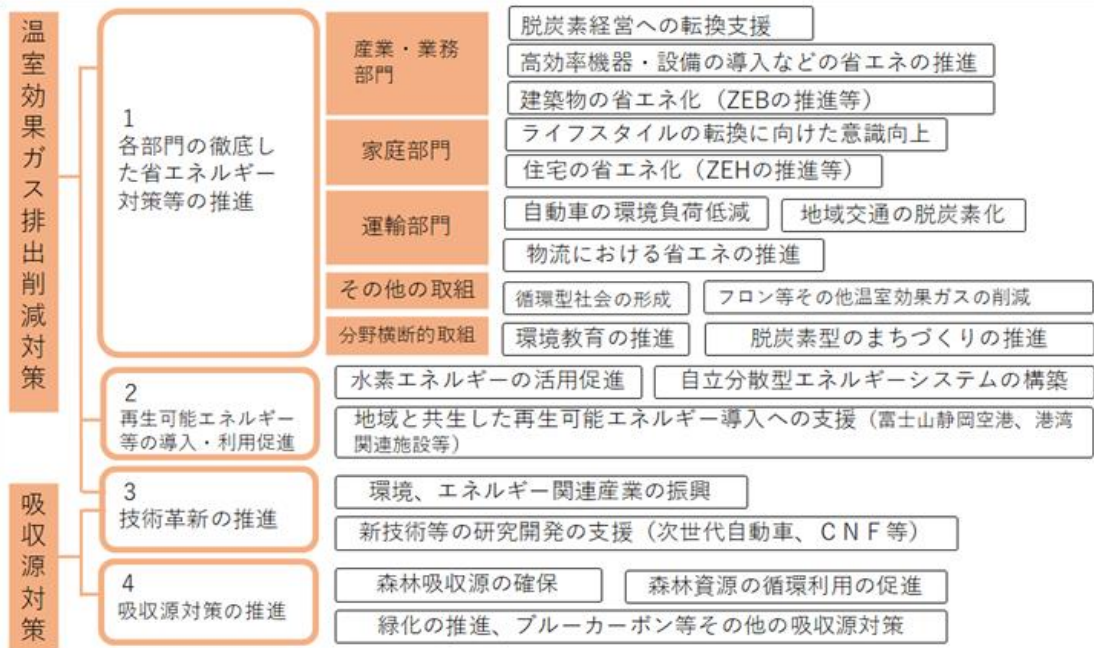 温室効果ガス排出削減対策
1
各部門の徹底し
た省エネルギー
対策等の推進
産業・業務
部門
脱炭素経営への転換支援
高効率機器・設備の導入などの省エネの推進
建築物の省エネ化（ZEBの推進等）
家庭部門
ライフスタイルの転換に向けた意識向上
住宅の省エネ化（ZEHの推進等）
運輸部門
自動車の環境負荷低減
地域交通の脱炭素化
物流における省エネの推進
その他の取組
循環型社会の形成
フロン等その他温室効果ガスの削減
分野横断的取組
環境教育の推進
脱炭素型のまちづくりの推進
2
再生可能エネルギー
等の導入・利用促進
水素エネルギーの活用促進
自立分散型エネルギーシステムの構築
地域と共生した再生可能エネルギー導入への支援（富士山静岡空港、港湾
関連施設等）
吸収源対策
3
技術革新の推進
環境、エネルギー関連産業の振興
新技術等の研究開発の支援（次世代自動車、ＣＮＦ等）
4
吸収源対策の推進
森林吸収源の確保
森林資源の循環利用の促進
緑化の推進、ブルーカーボン等その他の吸収源対策